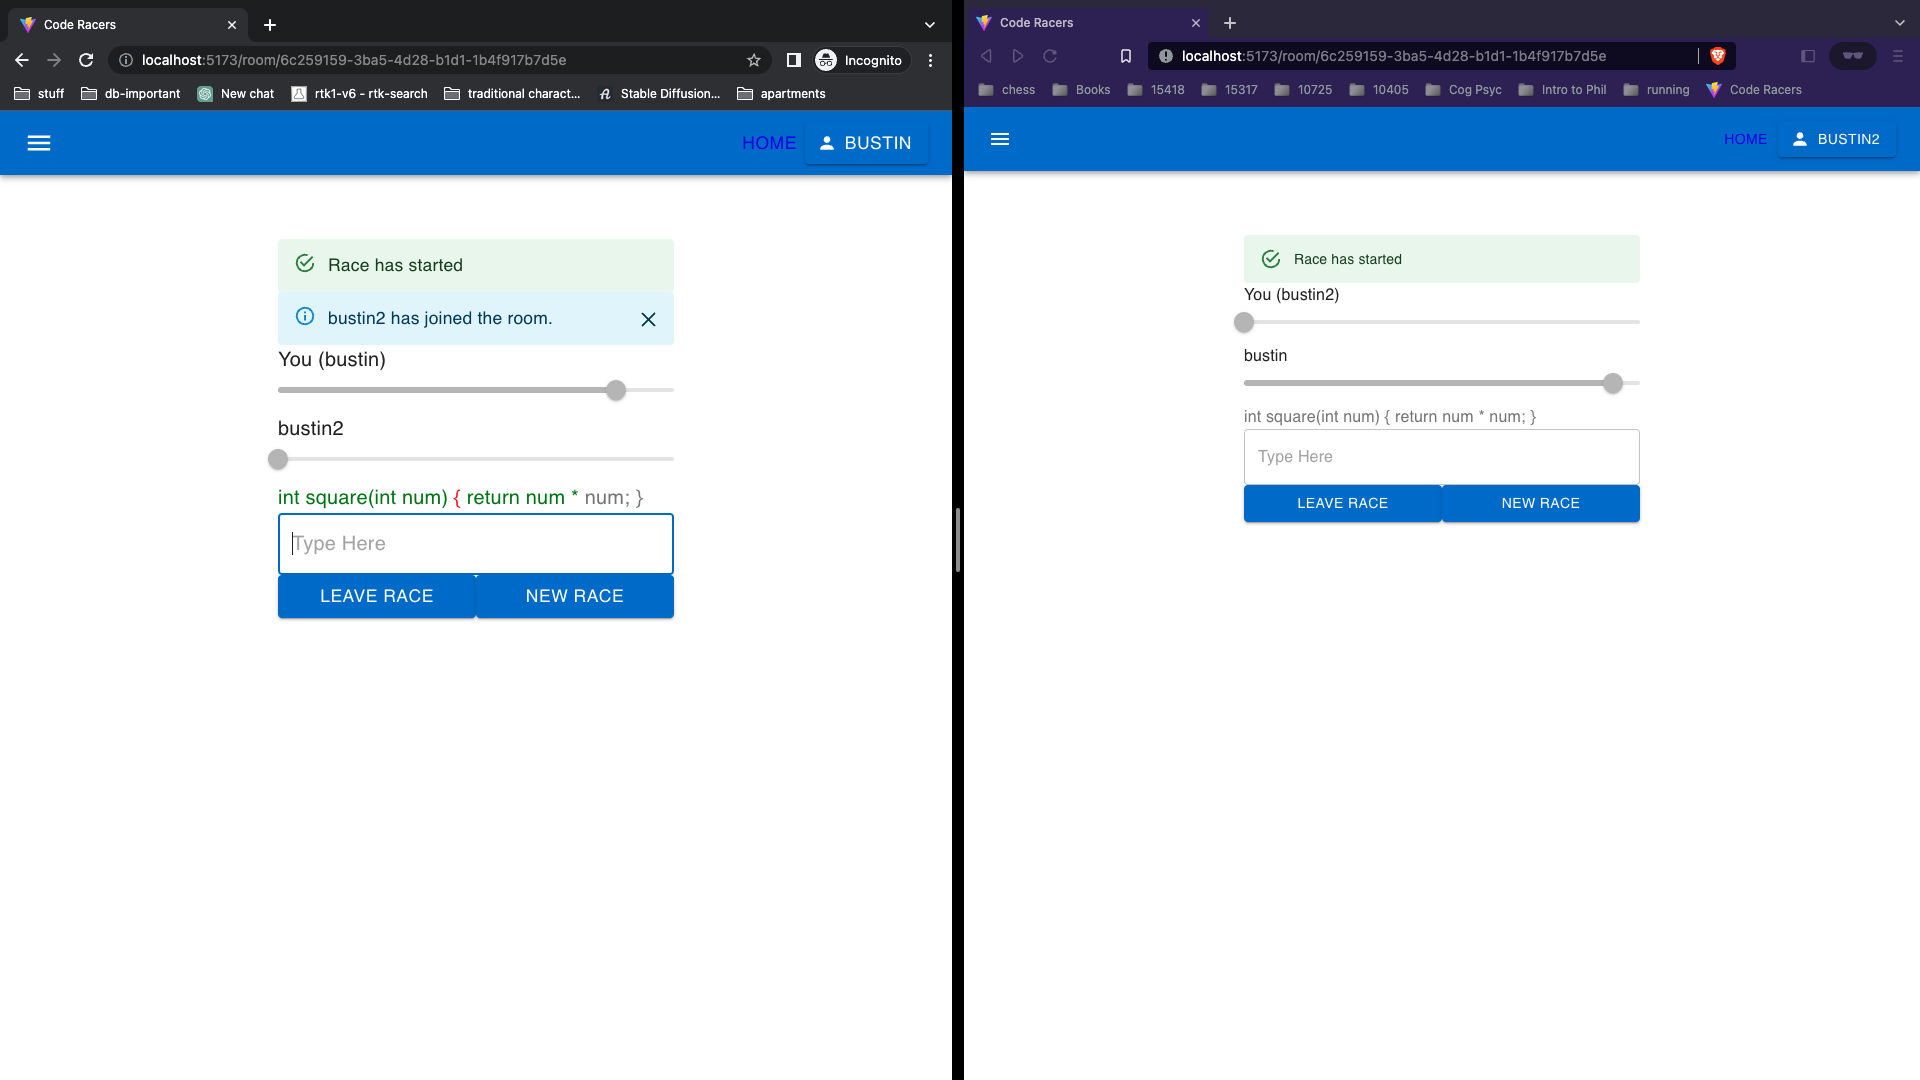 Code Racers
localhost:5173/room/6c259159-3ba5-4d28-b1d1-1b4f917b7d5e
Incognito
stuff db-important New chat rtk1-v6 - rtk-search traditional charact... Stable Diffusion... apartments
HOME BUSTIN
Race has started
bustin2 has joined the room.
You (bustin)
bustin2
int square(int num) { return num * num; }
Type Here
LEAVE RACE NEW RACE
Code Racers
localhost:5173/room/6c259159-3ba5-4d28-b1d1-1b4f917b7d5e
chess Books 15418 15317 10725 10405 Cog Psyc Intro to Phil running Code Racers
HOME BUSTIN2
Race has started
You (bustin2)
bustin
int square(int num) { return num * num; }
Type Here
LEAVE RACE NEW RACE